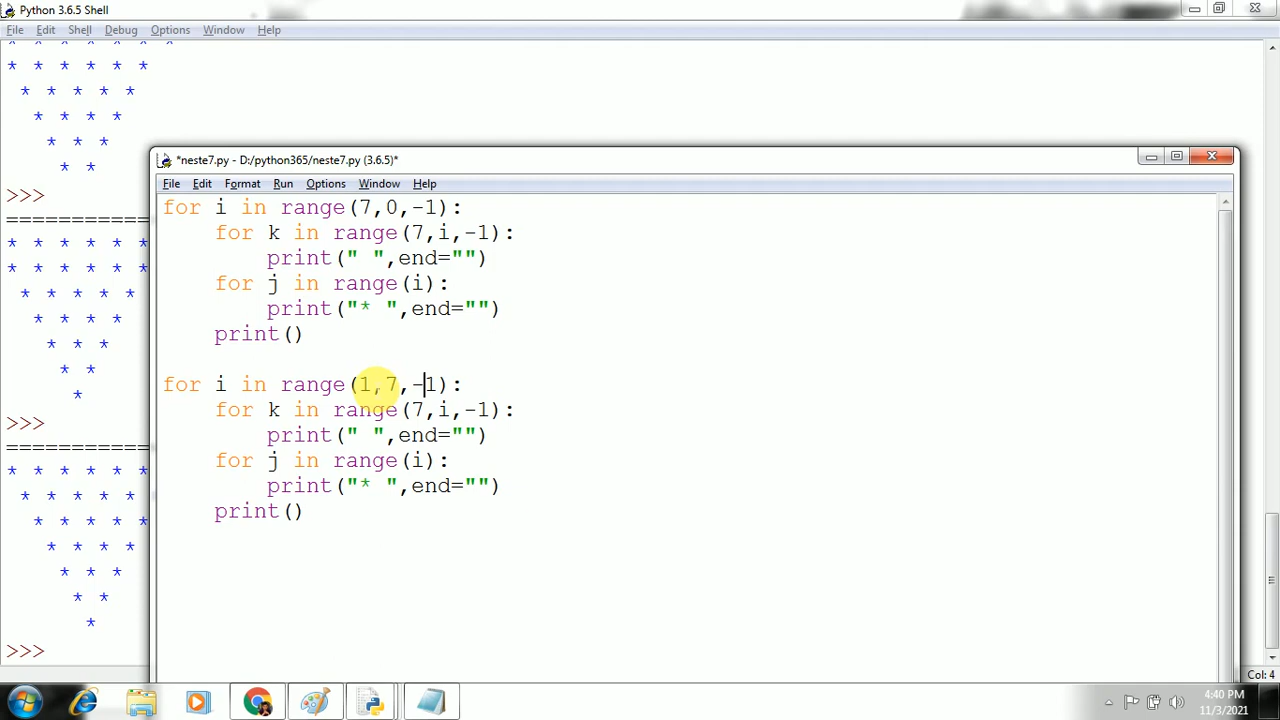 Python 3.6.5 Shell
File Edit Shell Debug Options Window Help
* * * * * *
* * * * *
* * * *
* * *
* *
>>>
===========
* * * * * *
* * * * * *
* * * * *
* * * *
* * *
* *
*
>>>
===========
* * * * * *
* * * * *
* * * * *
* * * *
* * *
* *
*
>>>
*neste7.py - D:/python365/neste7.py (3.6.5)*
File Edit Format Run Options Window Help
for i in range(7,0,-1):
    for k in range(7,i,-1):
        print(" ",end="")
    for j in range(i):
        print("* ",end="")
    print()
for i in range(1,7,-1):
    for k in range(7,i,-1):
        print(" ",end="")
    for j in range(i):
        print("* ",end="")
    print()
Col: 4
4:40 PM
11/3/2021